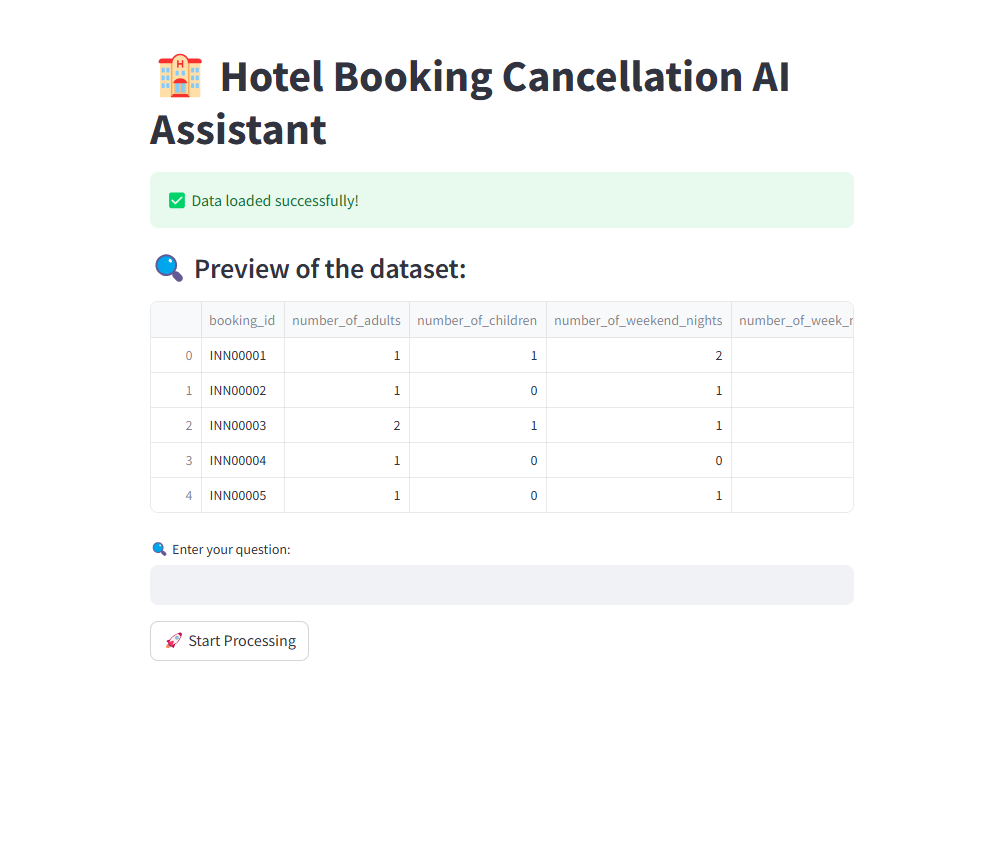 Hotel Booking Cancellation AI
Assistant
Data loaded successfully!
Preview of the dataset:
booking_id number_of_adults number_of_children number_of_weekend_nights number_of_week_
0 INN00001 1 1 2
1 INN00002 1 0 1
2 INN00003 2 1 1
3 INN00004 1 0 0
4 INN00005 1 0 1
Enter your question:
Start Processing